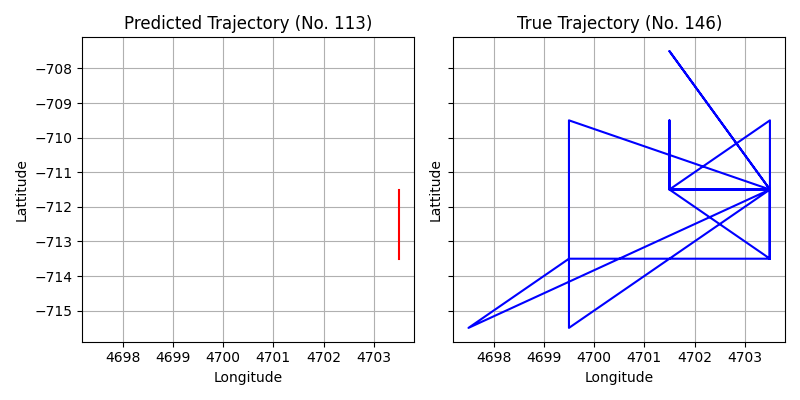 Predicted Trajectory (No. 113)
True Trajectory (No. 146)
−708
−709
−710
−711
−712
−713
−714
−715
Lattitude
Lattitude
4698 4699 4700 4701 4702 4703
4698 4699 4700 4701 4702 4703
Longitude
Longitude